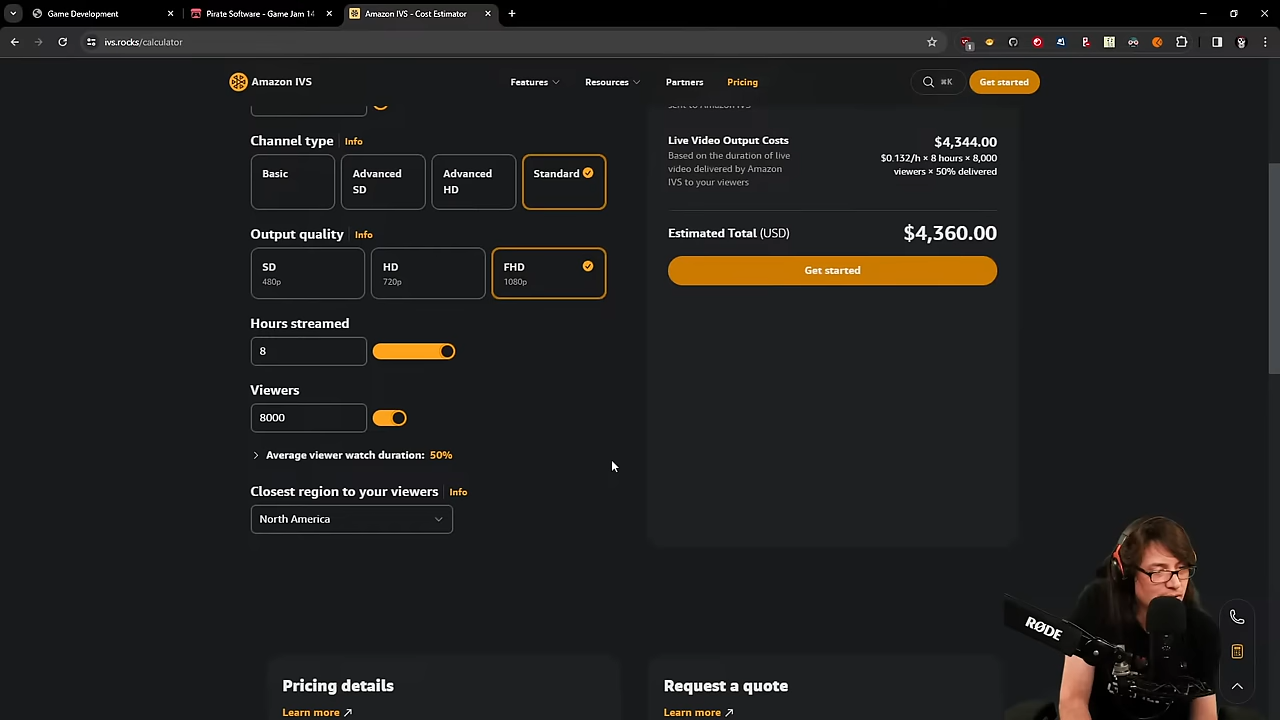 Game Development
Pirate Software - Game Jam 14
Amazon IVS - Cost Estimator
ivs.rocks/calculator
Amazon IVS
Features
Resources
Partners
Pricing
⌘K
Get started
sent to Amazon IVS
Channel type
Info
Basic
Advanced
SD
Advanced
HD
Standard
Output quality
Info
SD
480p
HD
720p
FHD
1080p
Hours streamed
8
Viewers
8000
Average viewer watch duration: 50%
Closest region to your viewers
Info
North America
Live Video Output Costs
Based on the duration of live
video delivered by Amazon
IVS to your viewers
$4,344.00
$0.132/h × 8 hours × 8,000
viewers × 50% delivered
Estimated Total (USD)
$4,360.00
Get started
Pricing details
Learn more
Request a quote
Learn more
RØDE